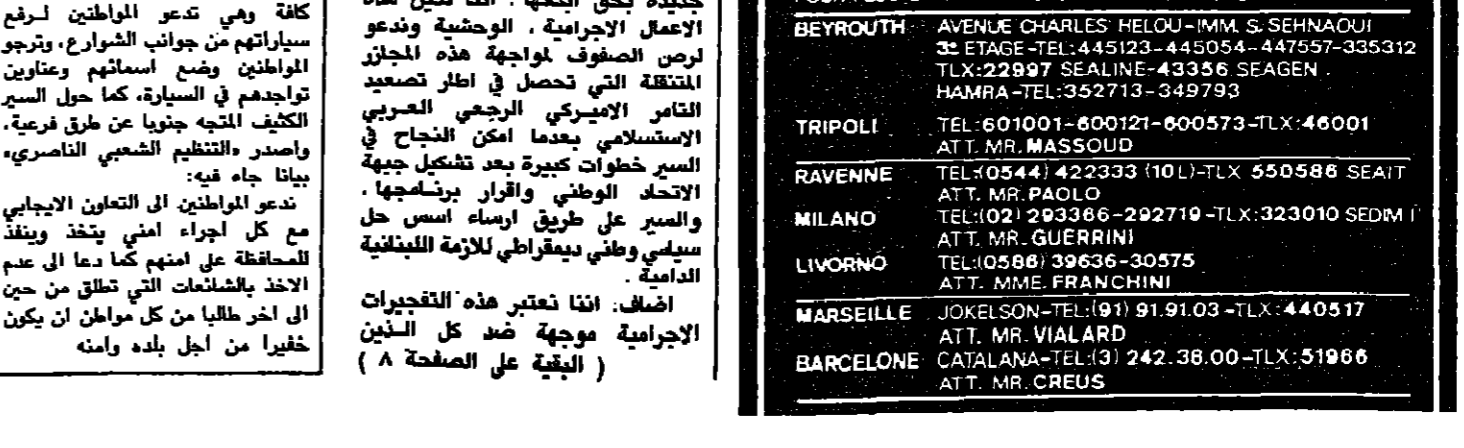 كافة وهي تدعو المواطنين لـرفع
سياراتهم من جوانب الشوارع، وترجو
المواطنين وضع اسمائهم وعناوين
تواجدهم في السيارة، كما حول السير
الكثيف المتجه جنوبا عن طرق فرعية.
واصدر «التنظيم الشعبي الناصري»
بيانا جاء فيه:
ندعو المواطنين الى التعاون الايجابي
مع كل اجراء امني يتخذ وينفذ
للمحافظة على امنهم كما دعا الى عدم
الاخذ بالشائعات التي تطلق من حين
الى اخر طالبا من كل مواطن ان يكون
خفيرا من اجل بلده وامنه
الاعمال الاجرامية ، الوحشية وندعو
لرص الصفوف لمواجهة هذه المجازر
المتنقلة التي تحصل في اطار تصعيد
التامر الاميـركي الرجعي العـربي
الاستسلامي بـعدما امكن النجاح في
السير خطوات كبيرة بعد تشكيل جبهة
الاتحاد الوطني واقرار برنـامجها ،
والسير على طريق ارساء اسس حل
سياسي وطني ديمقراطي للازمة اللبنانية
الدامية .
اضاف: اننا نعتبر هذه التفجيرات
الاجرامية موجهة ضد كل الـذين
( البقية على الصفحة ٨ )
BEYROUTH AVENUE CHARLES HELOU-IMM. S. SEHNAOUI
3e ETAGE-TEL:445123-445054-447557-335312
TLX:22997 SEALINE-43356 SEAGEN.
HAMRA-TEL:352713-349793
TRIPOLI TEL:601001-600121-600573-TLX:46001
ATT. MR. MASSOUD
RAVENNE TEL:(0544) 422333 (10 L)-TLX 550586 SEAIT
ATT. MR. PAOLO
MILANO TEL:(02) 293366-292719-TLX:323010 SEDIM I
ATT. MR. GUERRINI
LIVORNO TEL:(0586) 39636-30575
ATT. MME. FRANCHINI
MARSEILLE JOKELSON-TEL:(91) 91.91.03-TLX:440517
ATT. MR. VIALARD
BARCELONE CATALANA-TEL:(3) 242.38.00-TLX:51966
ATT. MR. CREUS